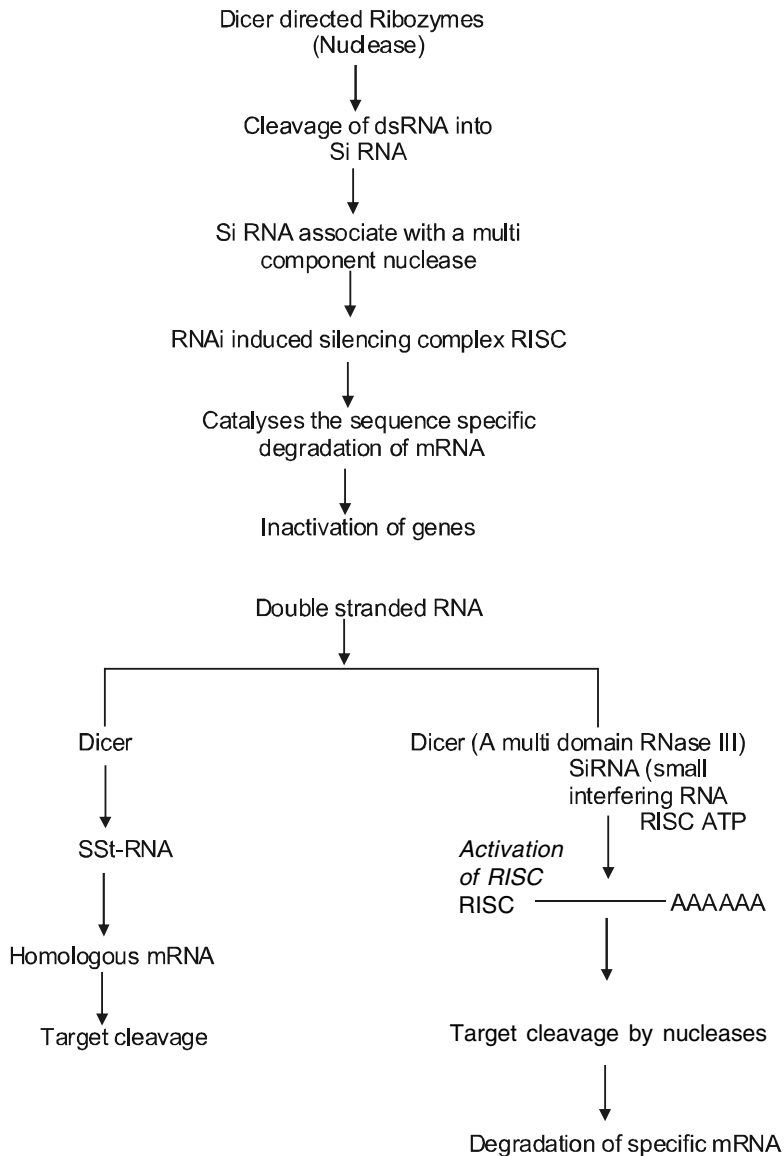 Dicer directed Ribozymes
(Nuclease)
Cleavage of dsRNA into
Si RNA
Si RNA associate with a multi
component nuclease
RNAi induced silencing complex RISC
Catalyses the sequence specific
degradation of mRNA
Inactivation of genes
Double stranded RNA
Dicer
SSt-RNA
Homologous mRNA
Target cleavage
Dicer (A multi domain RNase III)
SiRNA (small
interfering RNA
RISC ATP
Activation
of RISC
RISC AAAAAA
Target cleavage by nucleases
Degradation of specific mRNA